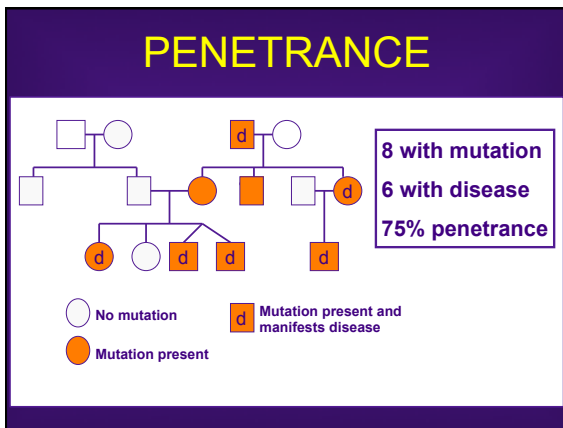 PENETRANCE
d
8 with mutation
6 with disease
75% penetrance
d
d
d
d
d
No mutation
d
Mutation present and
manifests disease
Mutation present